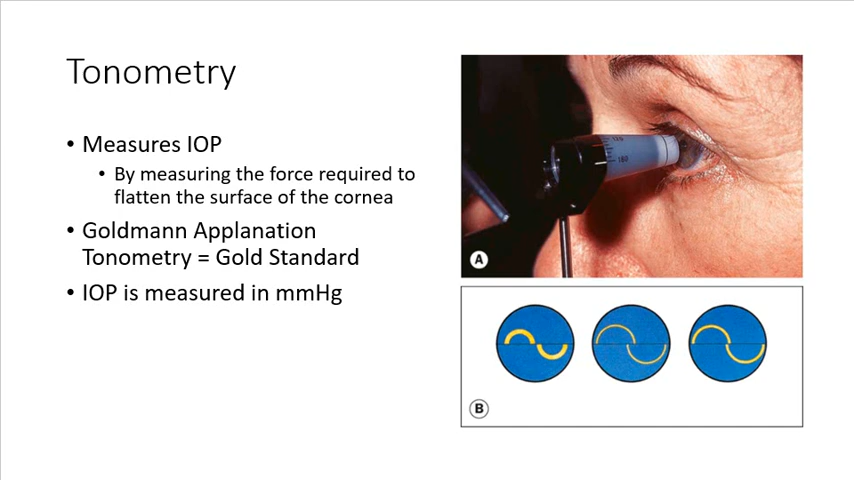 Tonometry
• Measures IOP
• By measuring the force required to
flatten the surface of the cornea
• Goldmann Applanation
Tonometry = Gold Standard
• IOP is measured in mmHg
180
A
B